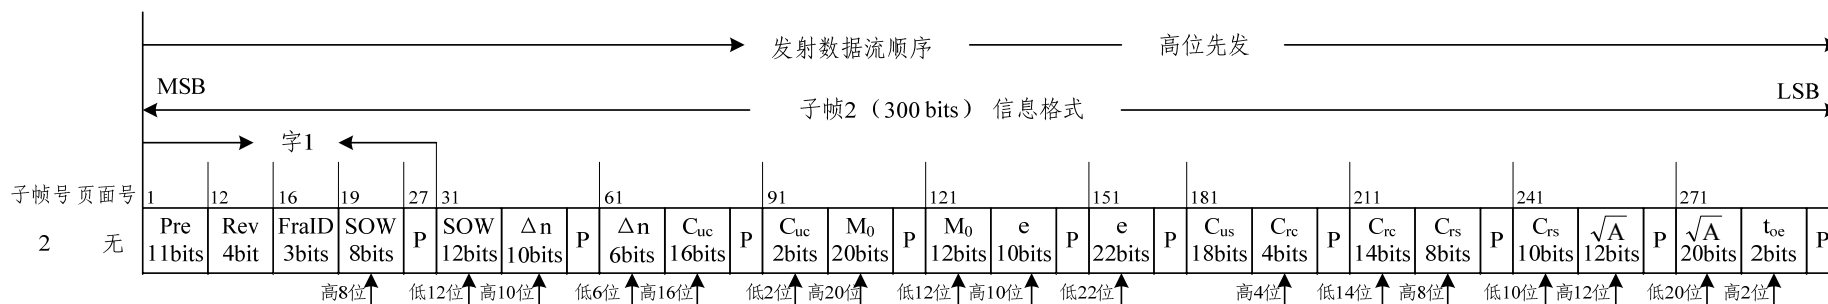 发射数据流顺序 高位先发
MSB LSB
子帧2（300 bits）信息格式
字1
子帧号 页面号 1 12 16 19 27 31 61 91 121 151 181 211 241 271
Pre Rev FraID SOW P SOW Δn P Δn Cuc P Cuc M0 P M0 e P e P Cus Crc P Crc Crs P Crs √A P √A toe P
2 无 11bits 4bit 3bits 8bits 12bits 10bits 6bits 16bits 2bits 20bits 12bits 10bits 22bits 18bits 4bits 14bits 8bits 10bits 12bits 20bits 2bits
高8位 低12位 高10位 低6位 高16位 低2位 高20位 低12位 高10位 低22位 高4位 低14位 高8位 低10位 高12位 低20位 高2位